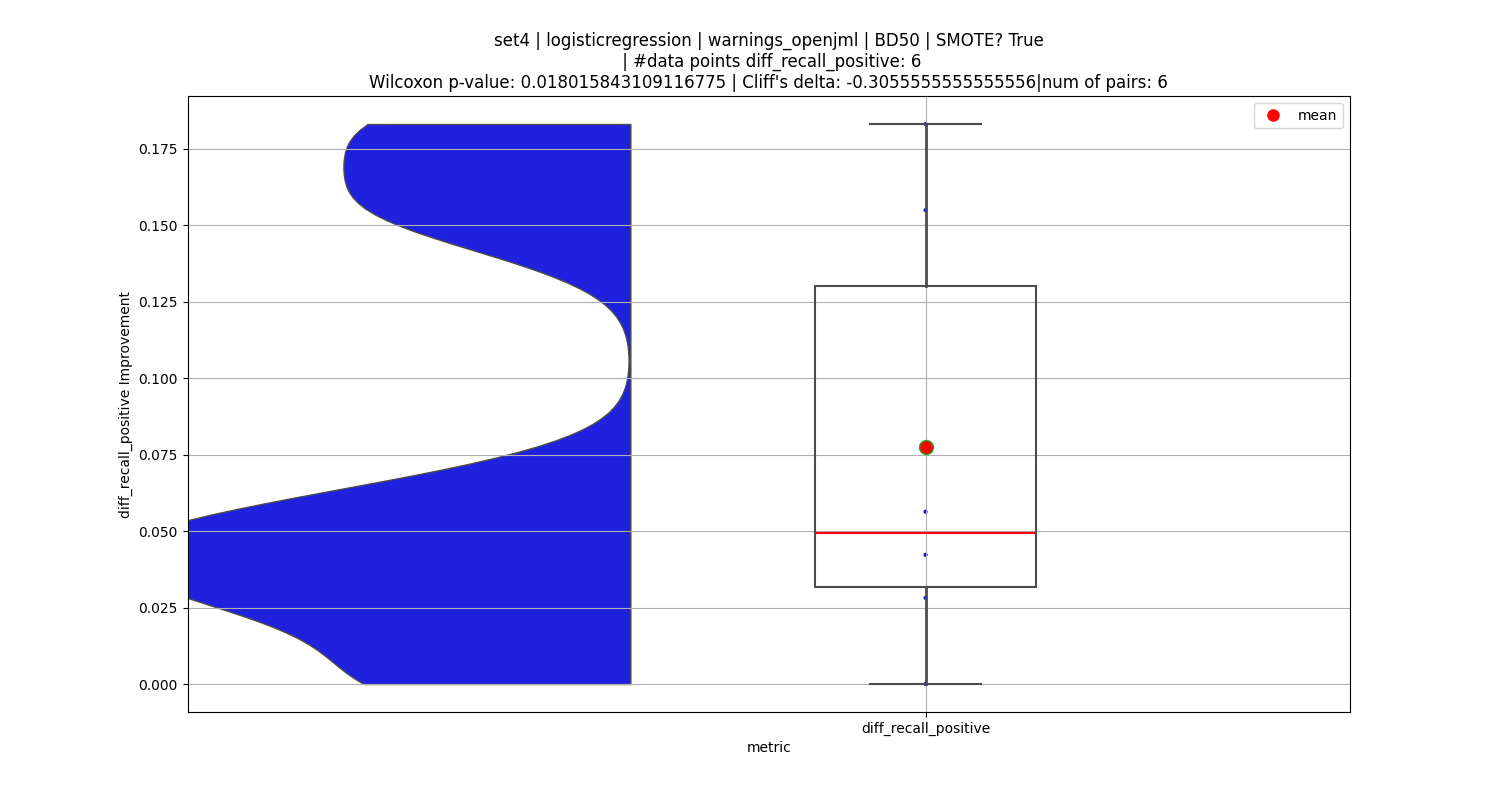 set4 | logisticregression | warnings_openjml | BD50 | SMOTE? True
| #data points diff_recall_positive: 6
Wilcoxon p-value: 0.018015843109116775 | Cliff's delta: -0.3055555555555556|num of pairs: 6
mean
0.175
0.150
0.125
0.100
0.075
0.050
0.025
0.000
diff_recall_positive Improvement
diff_recall_positive
metric